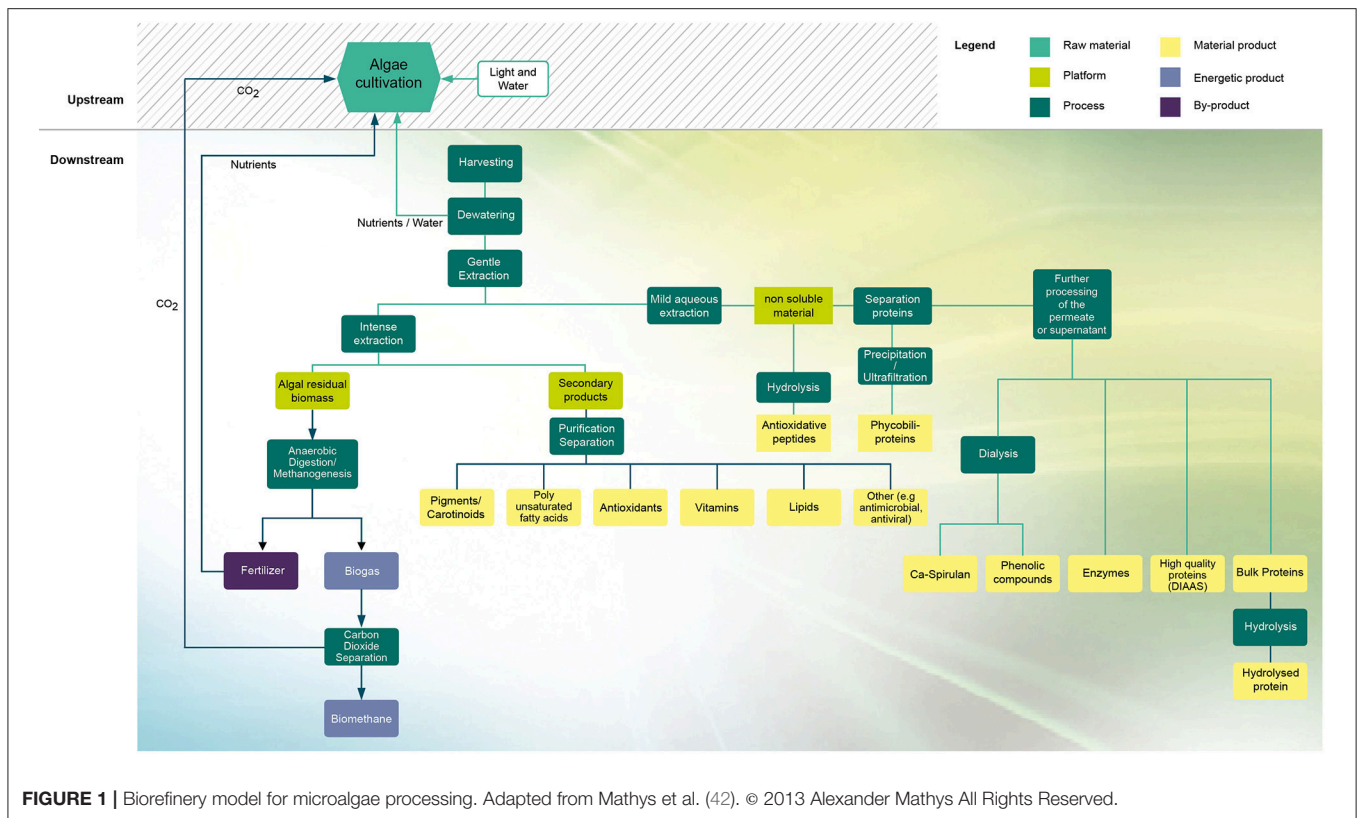 Legend
Raw material
Material product
Platform
Energetic product
Process
By-product
Upstream
Algae
cultivation
Light and
Water
CO2
Downstream
Nutrients
Harvesting
Nutrients / Water
Dewatering
Gentle
Extraction
CO2
Intense
extraction
Mild aqueous
extraction
non soluble
material
Separation
proteins
Further
processing
of the
permeate
or supernatant
Algal residual
biomass
Secondary
products
Hydrolysis
Precipitation
/
Ultrafiltration
Anaerobic
Digestion/
Methanogenesis
Purification
Separation
Antioxidative
peptides
Phycobili-
proteins
Dialysis
Pigments/
Carotinoids
Poly
unsaturated
fatty acids
Antioxidants
Vitamins
Lipids
Other (e.g
antimicrobial,
antiviral)
Fertilizer
Biogas
Ca-Spirulan
Phenolic
compounds
Enzymes
High quality
proteins
(DIAAS)
Bulk Proteins
Carbon
Dioxide
Separation
Hydrolysis
Hydrolysed
protein
Biomethane
FIGURE 1 | Biorefinery model for microalgae processing. Adapted from Mathys et al. (42). © 2013 Alexander Mathys All Rights Reserved.